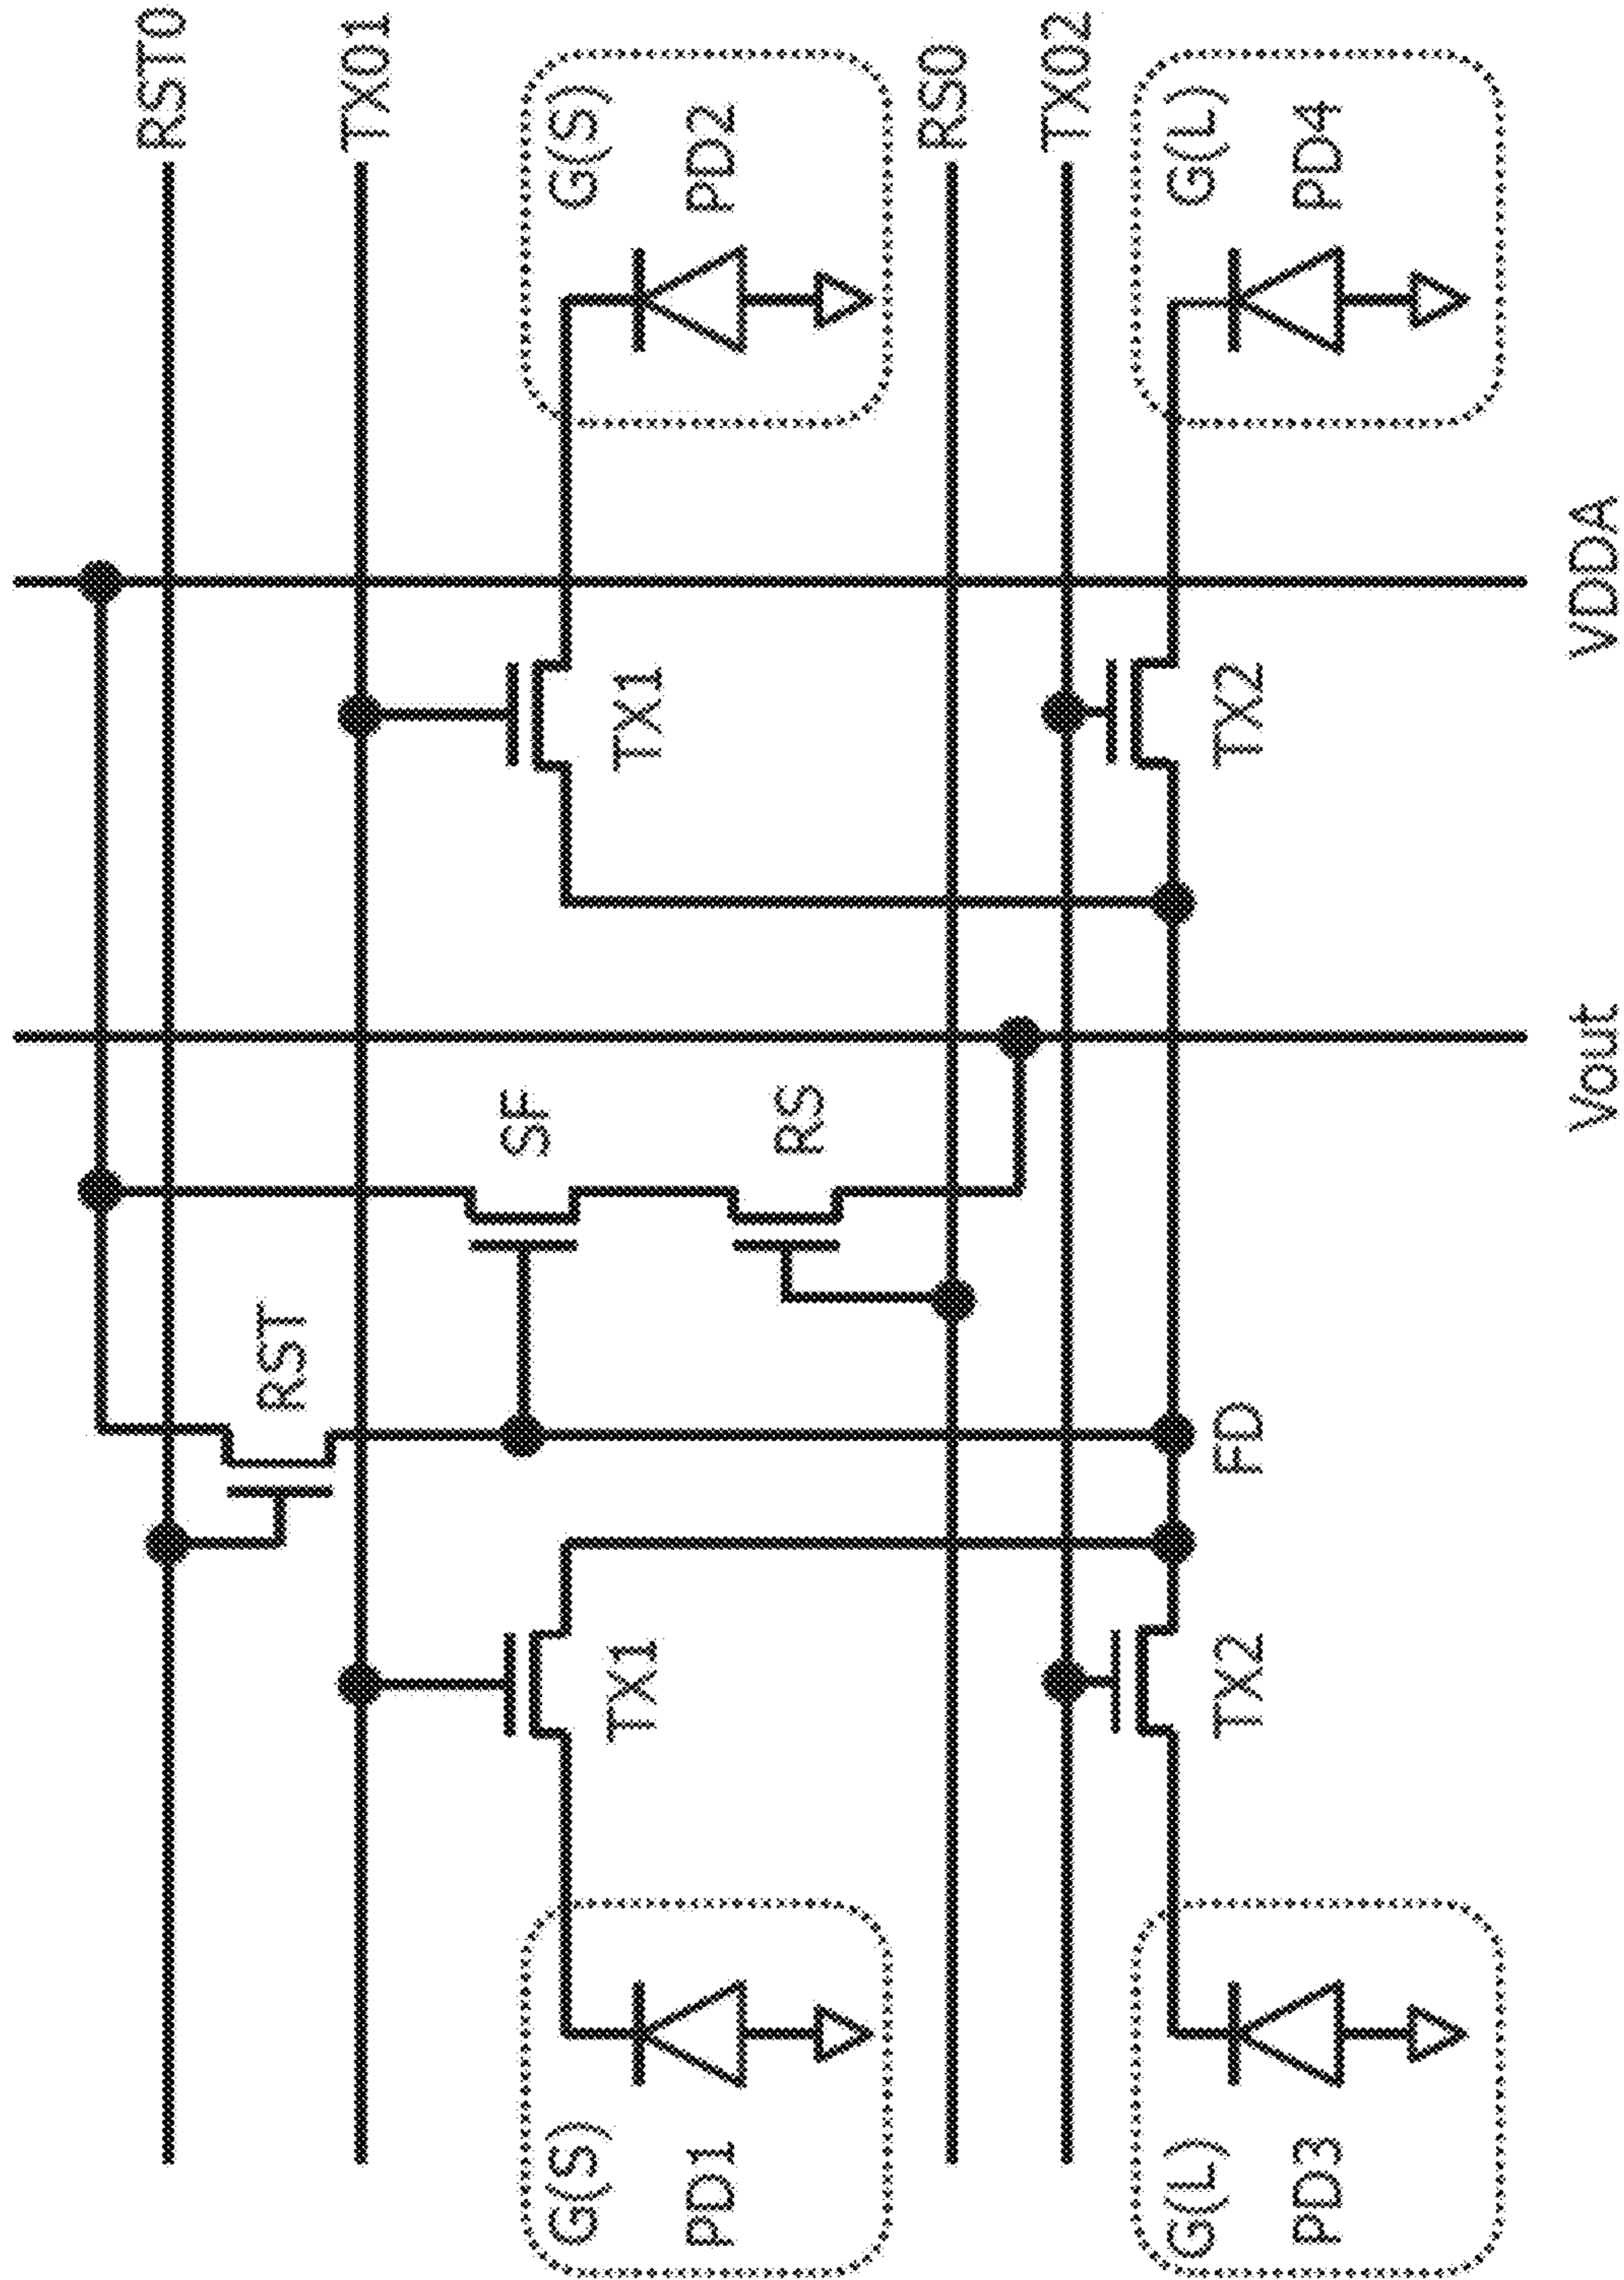 RST0
RST
TX01
SF
G(S)
G(S)
TX1
TX1
PD1
PD2
RS
RS0
TX02
G(L)
G(L)
TX2
FD
TX2
PD3
PD4
Vout
VDDA